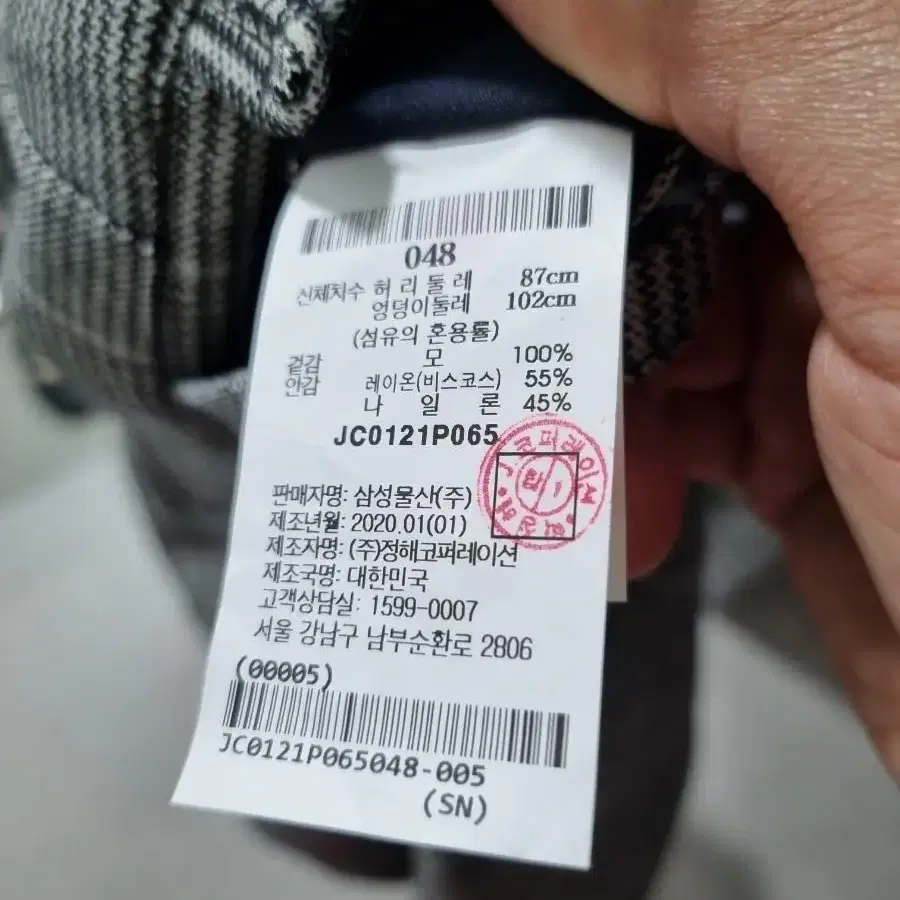 048
신체치수 허 리 둘 레 87cm
엉덩이둘레 102cm
(섬유의 혼용률)
겉감 모 100%
안감 레이온(비스코스) 55%
나 일 론 45%
JC0121P065
판매자명: 삼성물산(주)
제조년월: 2020.01(01)
제조자명: (주)정해코퍼레이션
제조국명: 대한민국
고객상담실: 1599-0007
서울 강남구 남부순환로 2806
(00005)
JC0121P065048-005
(SN)
코퍼레이션